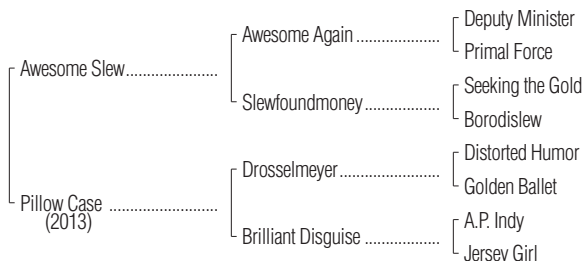 Deputy Minister
Awesome Again ....................
Primal Force
Awesome Slew......................
Seeking the Gold
Slewfoundmoney..................
Borodislew
Distorted Humor
Drosselmeyer........................
Golden Ballet
Pillow Case ..........................
(2013)
A.P. Indy
Brilliant Disguise ..................
Jersey Girl